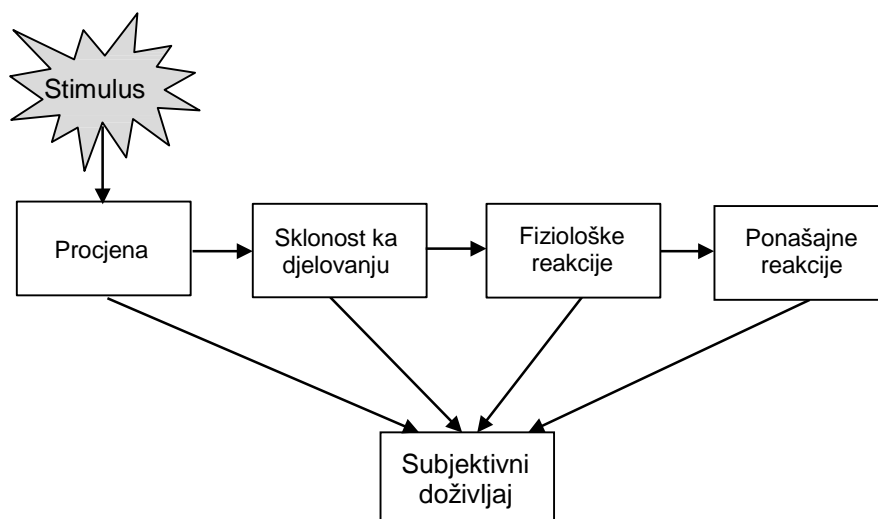 Stimulus
Procjena
Sklonost ka
djelovanju
Fiziološke
reakcije
Ponašajne
reakcije
Subjektivni
doživljaj